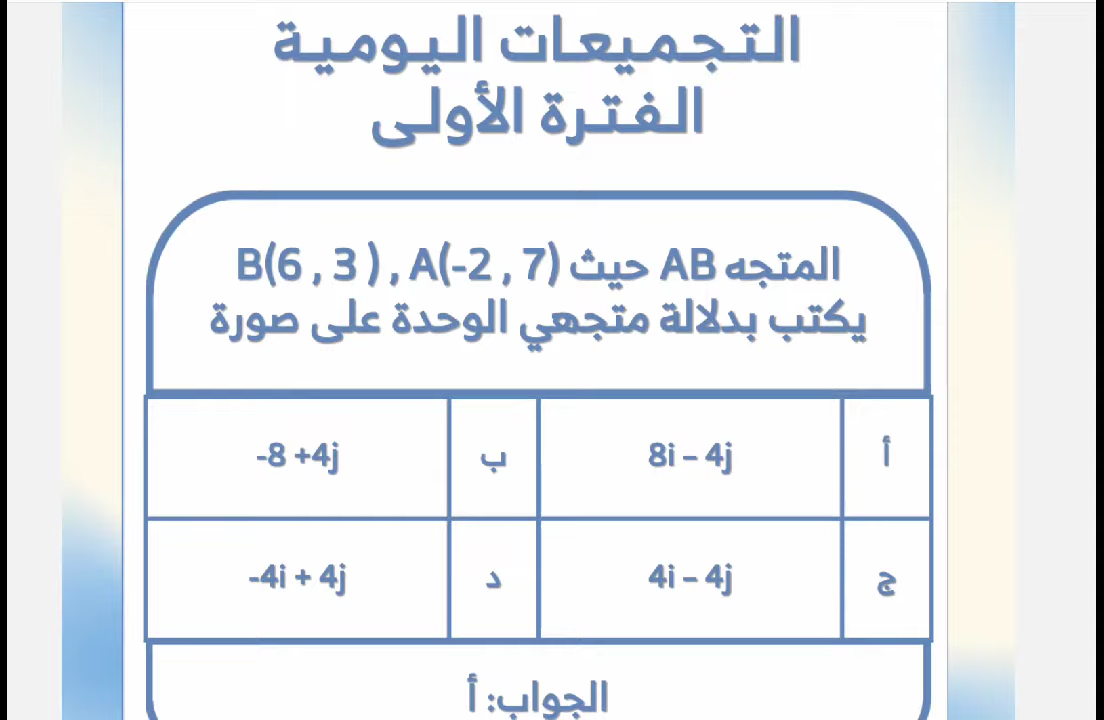 التجميعات اليومية
الفترة الأولى
المتجه AB حيث B(6 , 3 ) , A(-2 , 7)
يكتب بدلالة متجهي الوحدة على صورة
أ 8i – 4j ب -8 +4j
ج 4i – 4j د -4i + 4j
الجواب: أ